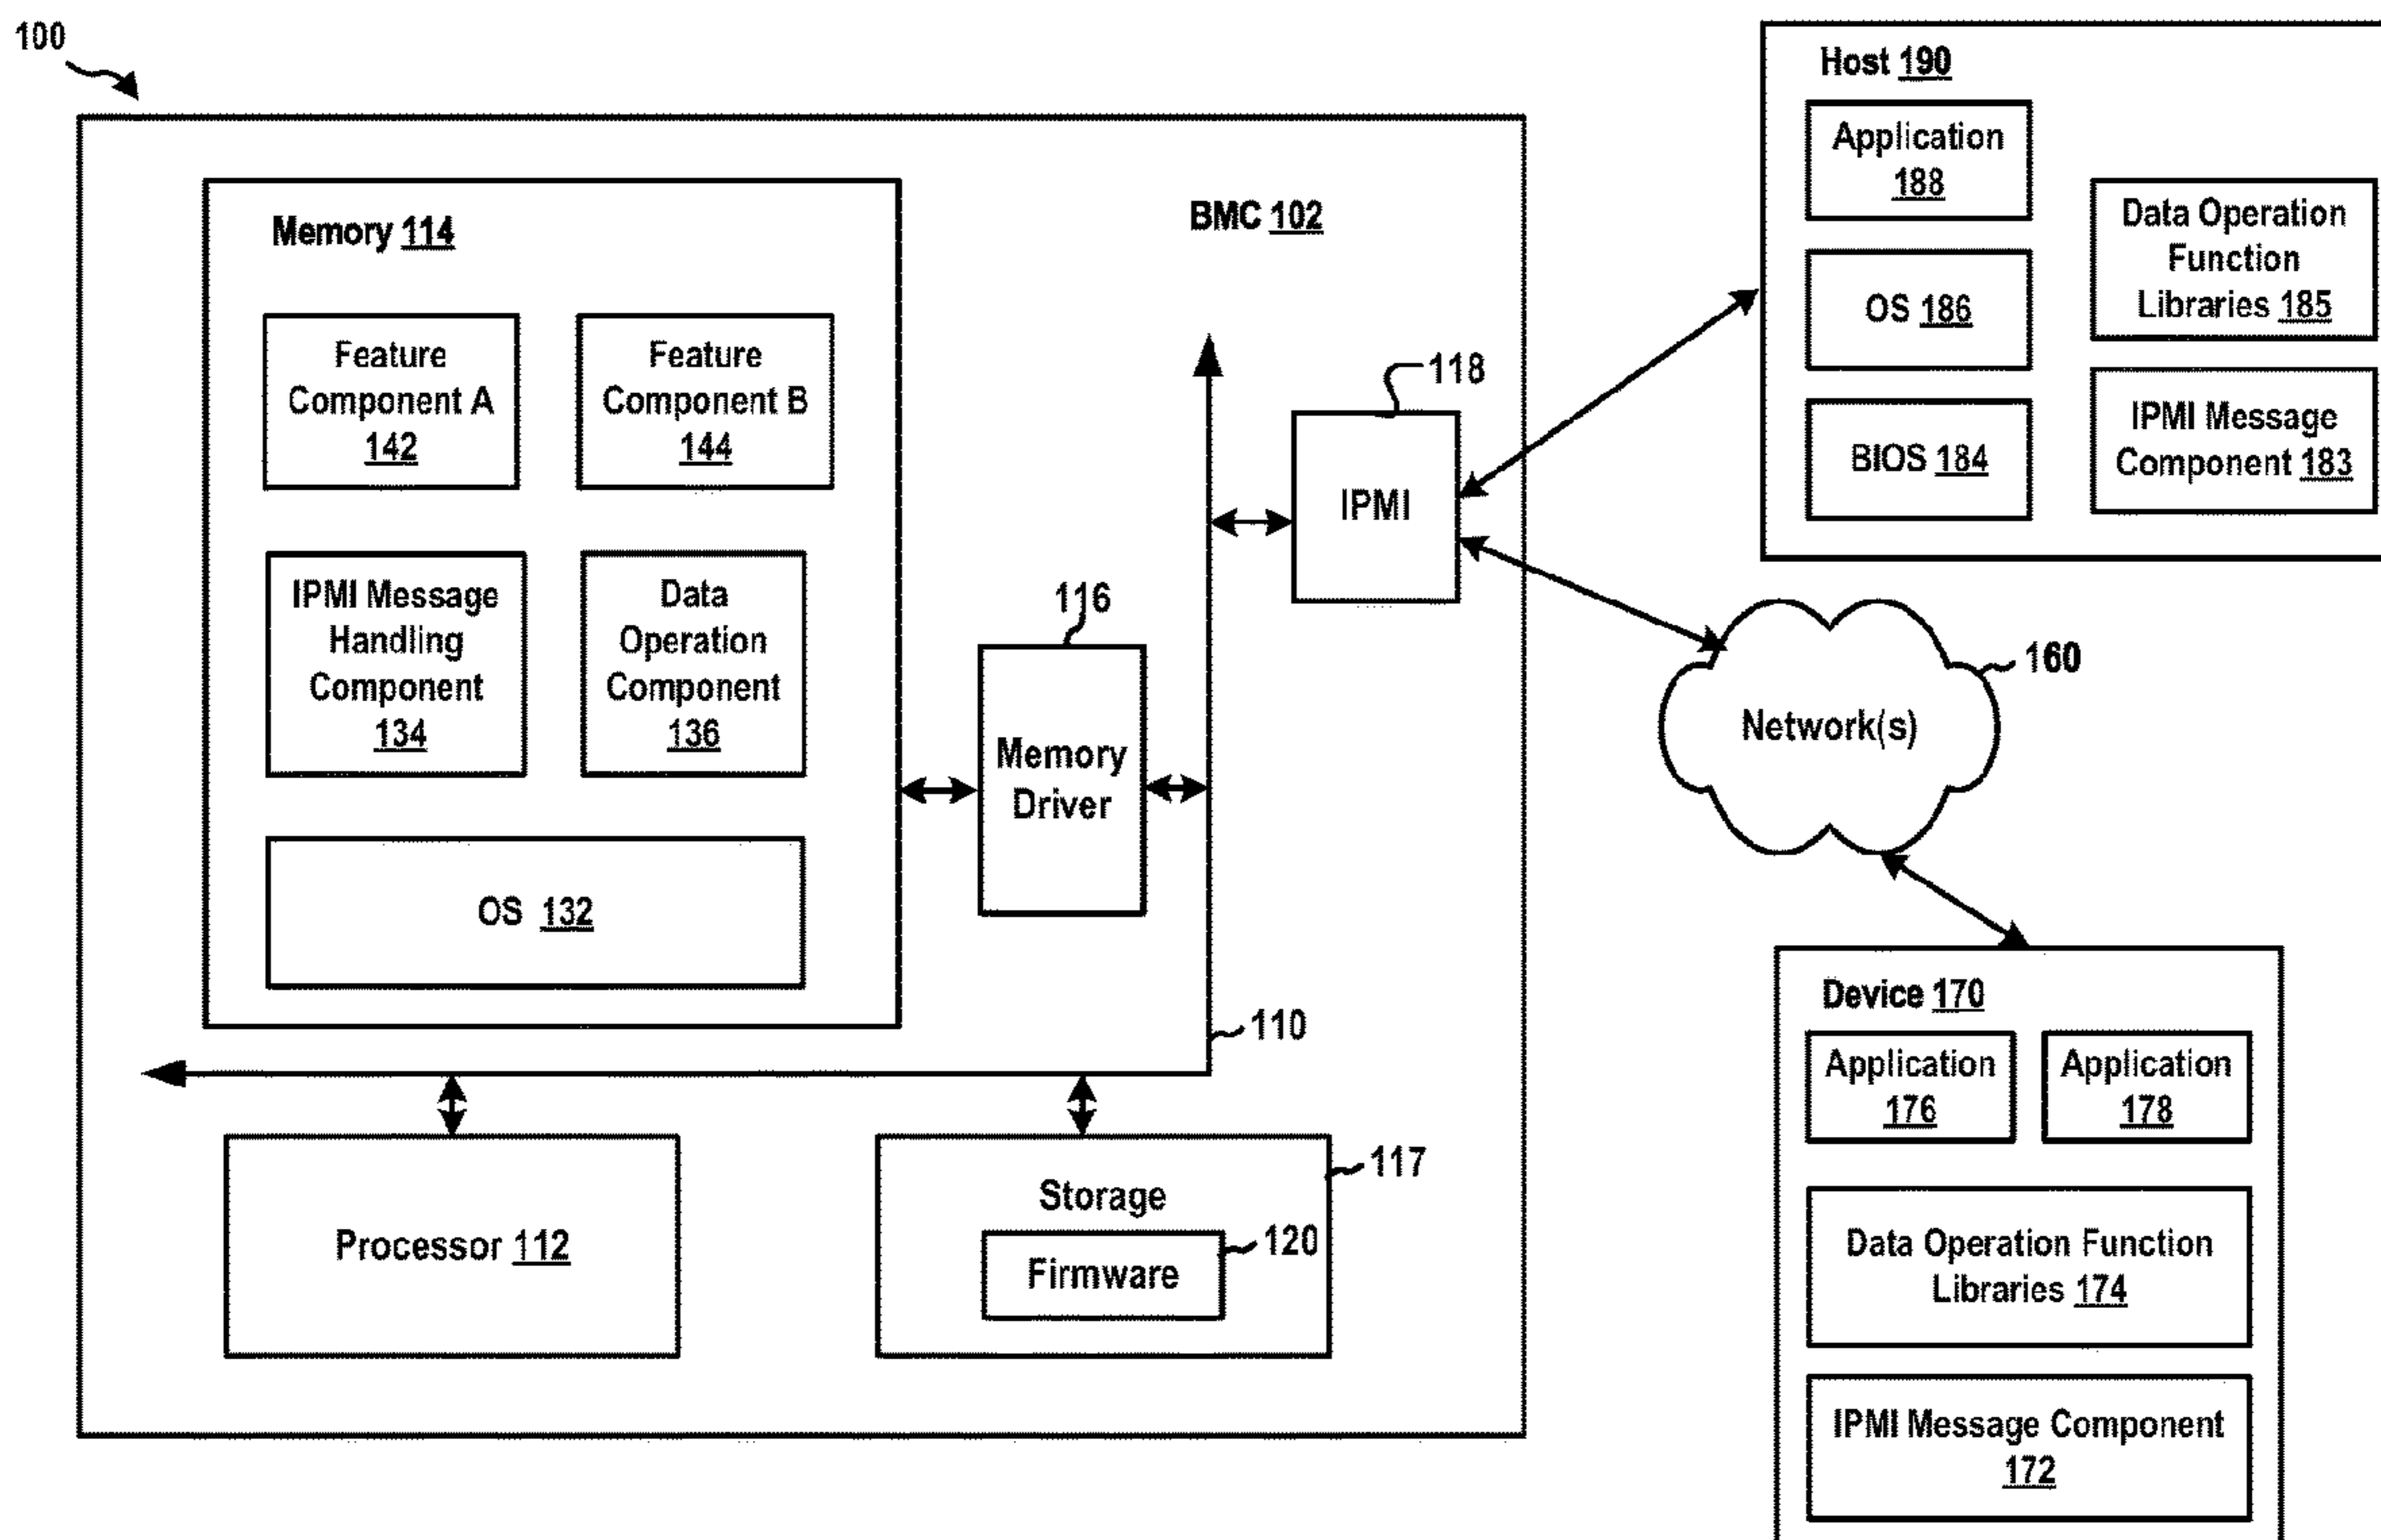 100
Host 190
Application
188
Data Operation
Function
Libraries 185
OS 186
IPMI Message
Component 183
BIOS 184
BMC 102
Memory 114
Feature
Component A
142
Feature
Component B
144
118
IPMI
IPMI Message
Handling
Component
134
Data
Operation
Component
136
116
Memory
Driver
160
Network(s)
OS 132
110
Device 170
Application
176
Application
178
117
Storage
120
Firmware
Processor 112
Data Operation Function
Libraries 174
IPMI Message Component
172